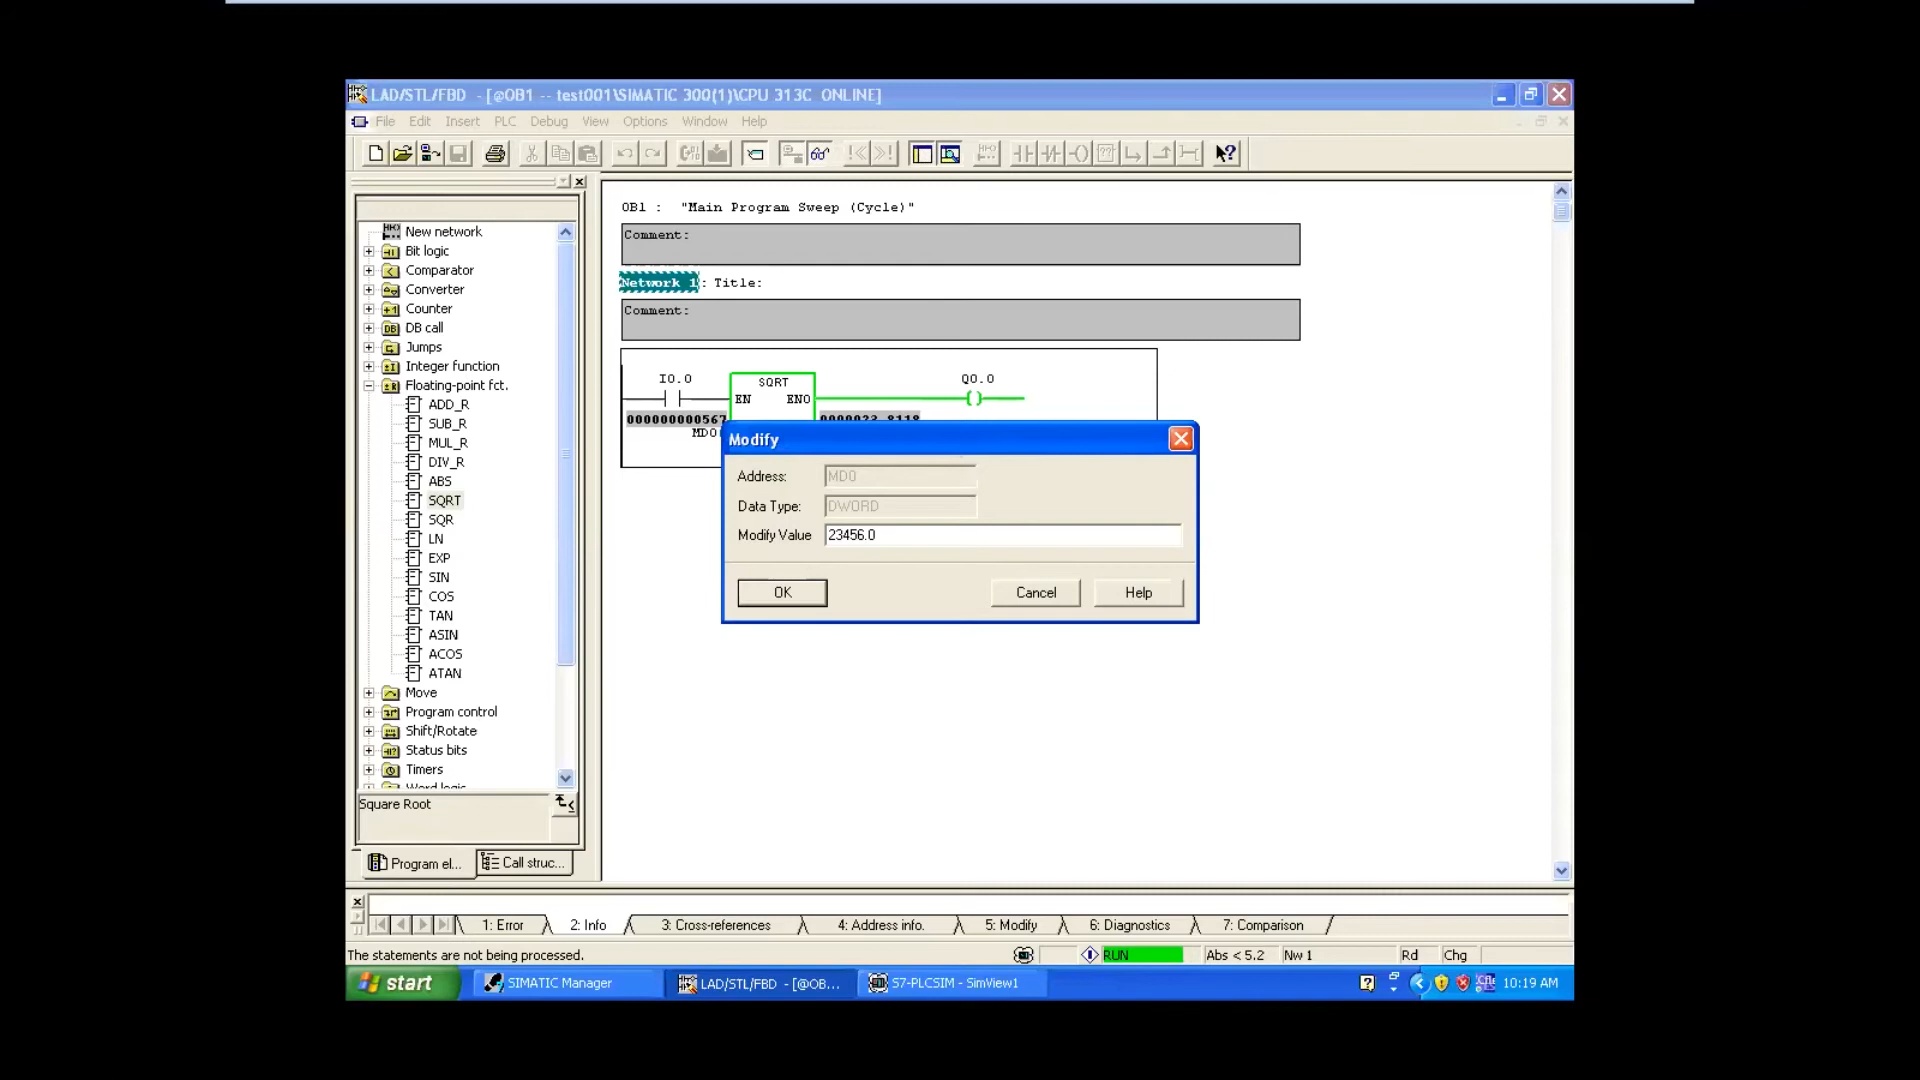 LAD/STL/FBD - [@OB1 -- test001\SIMATIC 300(1)\CPU 313C ONLINE]
File Edit Insert PLC Debug View Options Window Help
New network
Bit logic
Comparator
Converter
Counter
DB call
Jumps
Integer function
Floating-point fct.
ADD_R
SUB_R
MUL_R
DIV_R
ABS
SQRT
SQR
LN
EXP
SIN
COS
TAN
ASIN
ACOS
ATAN
Move
Program control
Shift/Rotate
Status bits
Timers
Word logic
Square Root
Program el...
Call struc...
OB1 : "Main Program Sweep (Cycle)"
Comment:
Network 1: Title:
Comment:
I0.0 SQRT Q0.0
EN ENO
000000000567 0000023.8118
MD0
Modify
Address: MD0
Data Type: DWORD
Modify Value 23456.0
OK Cancel Help
1: Error 2: Info 3: Cross-references 4: Address info. 5: Modify 6: Diagnostics 7: Comparison
The statements are not being processed. RUN Abs < 5.2 Nw 1 Rd Chg
start SIMATIC Manager LAD/STL/FBD - [@OB... S7-PLCSIM - SimView1 10:19 AM